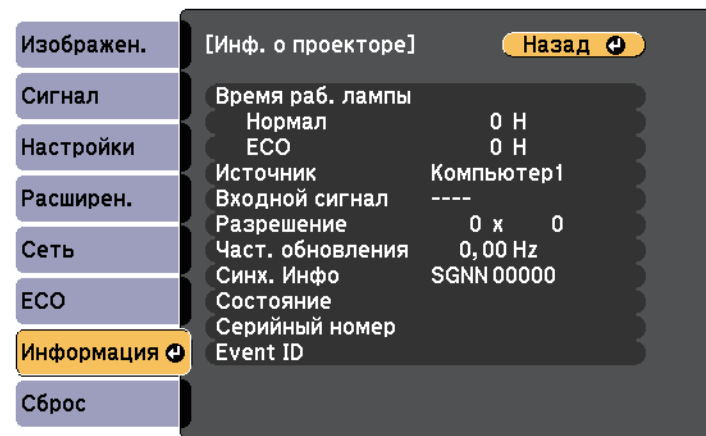 Изображен.
Сигнал
Настройки
Расширен.
Сеть
ECO
Информация
Сброс
[Инф. о проекторе]
Назад
Время раб. лампы
Нормал 0 H
ECO 0 H
Источник Компьютер1
Входной сигнал ----
Разрешение 0 x 0
Част. обновления 0,00 Hz
Синх. Инфо SGNN 00000
Состояние
Серийный номер
Event ID